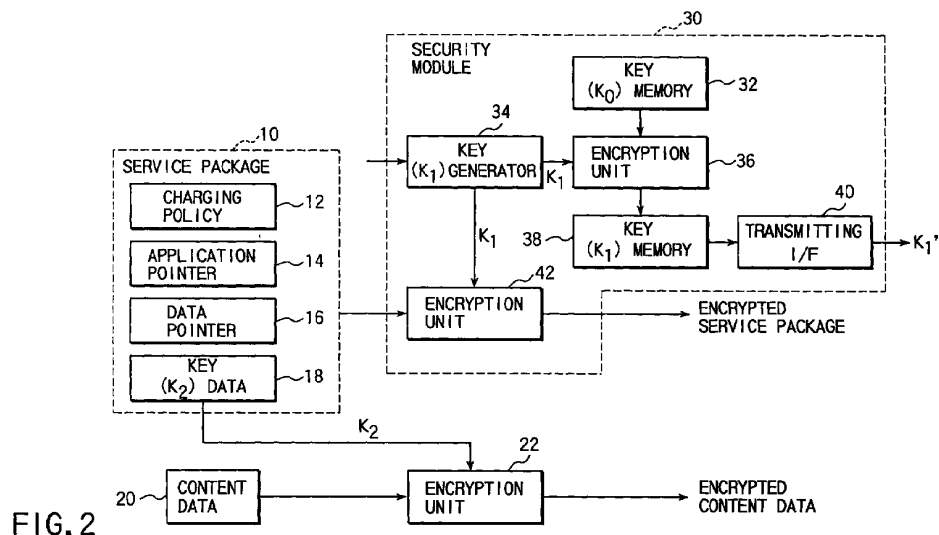 30
SECURITY
MODULE
KEY
(K0) MEMORY
32
34
KEY
(K1) GENERATOR
K1
ENCRYPTION
UNIT
36
10
SERVICE PACKAGE
CHARGING
POLICY
12
APPLICATION
POINTER
14
DATA
POINTER
16
KEY
(K2) DATA
18
K1
38
KEY
(K1) MEMORY
40
TRANSMITTING
I/F
K1'
42
ENCRYPTION
UNIT
ENCRYPTED
SERVICE PACKAGE
K2
22
20
CONTENT
DATA
ENCRYPTION
UNIT
ENCRYPTED
CONTENT DATA
FIG. 2